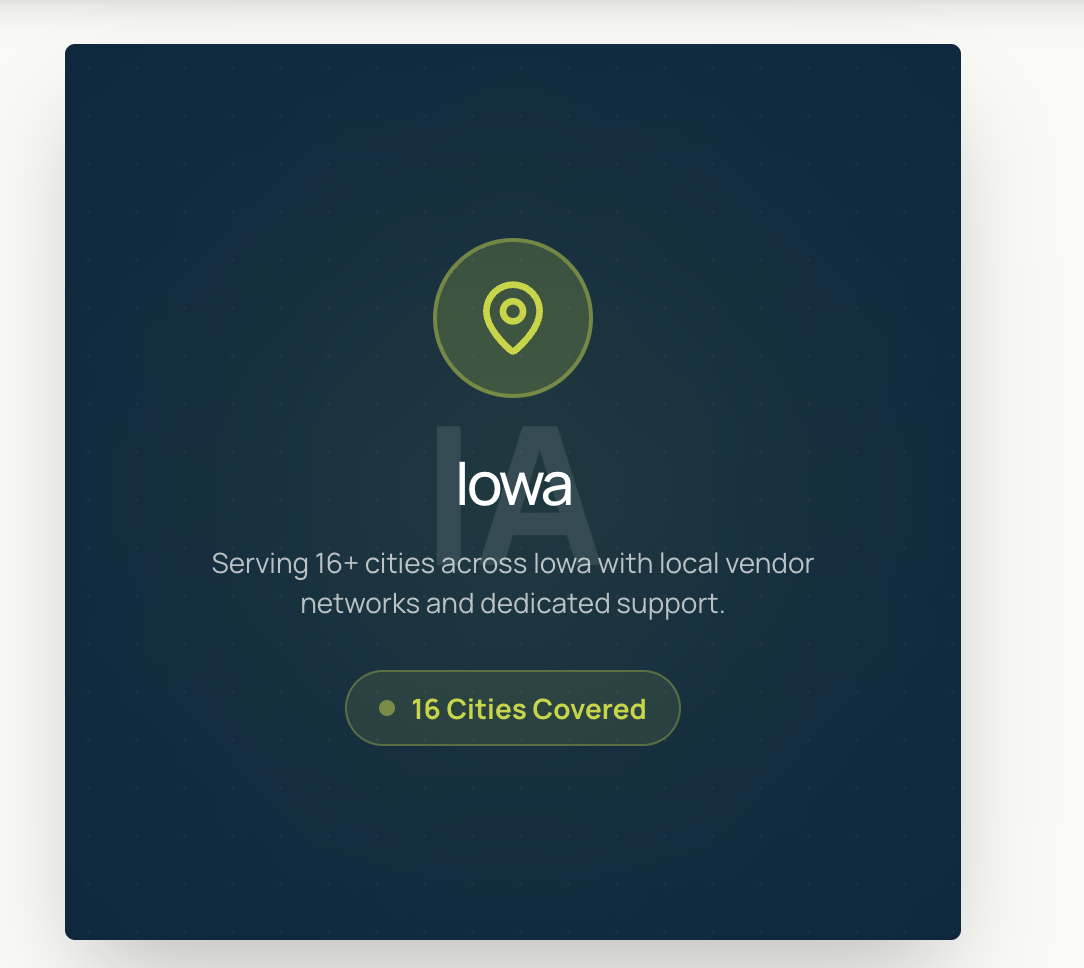 IA
Iowa
Serving 16+ cities across Iowa with local vendor
networks and dedicated support.
16 Cities Covered